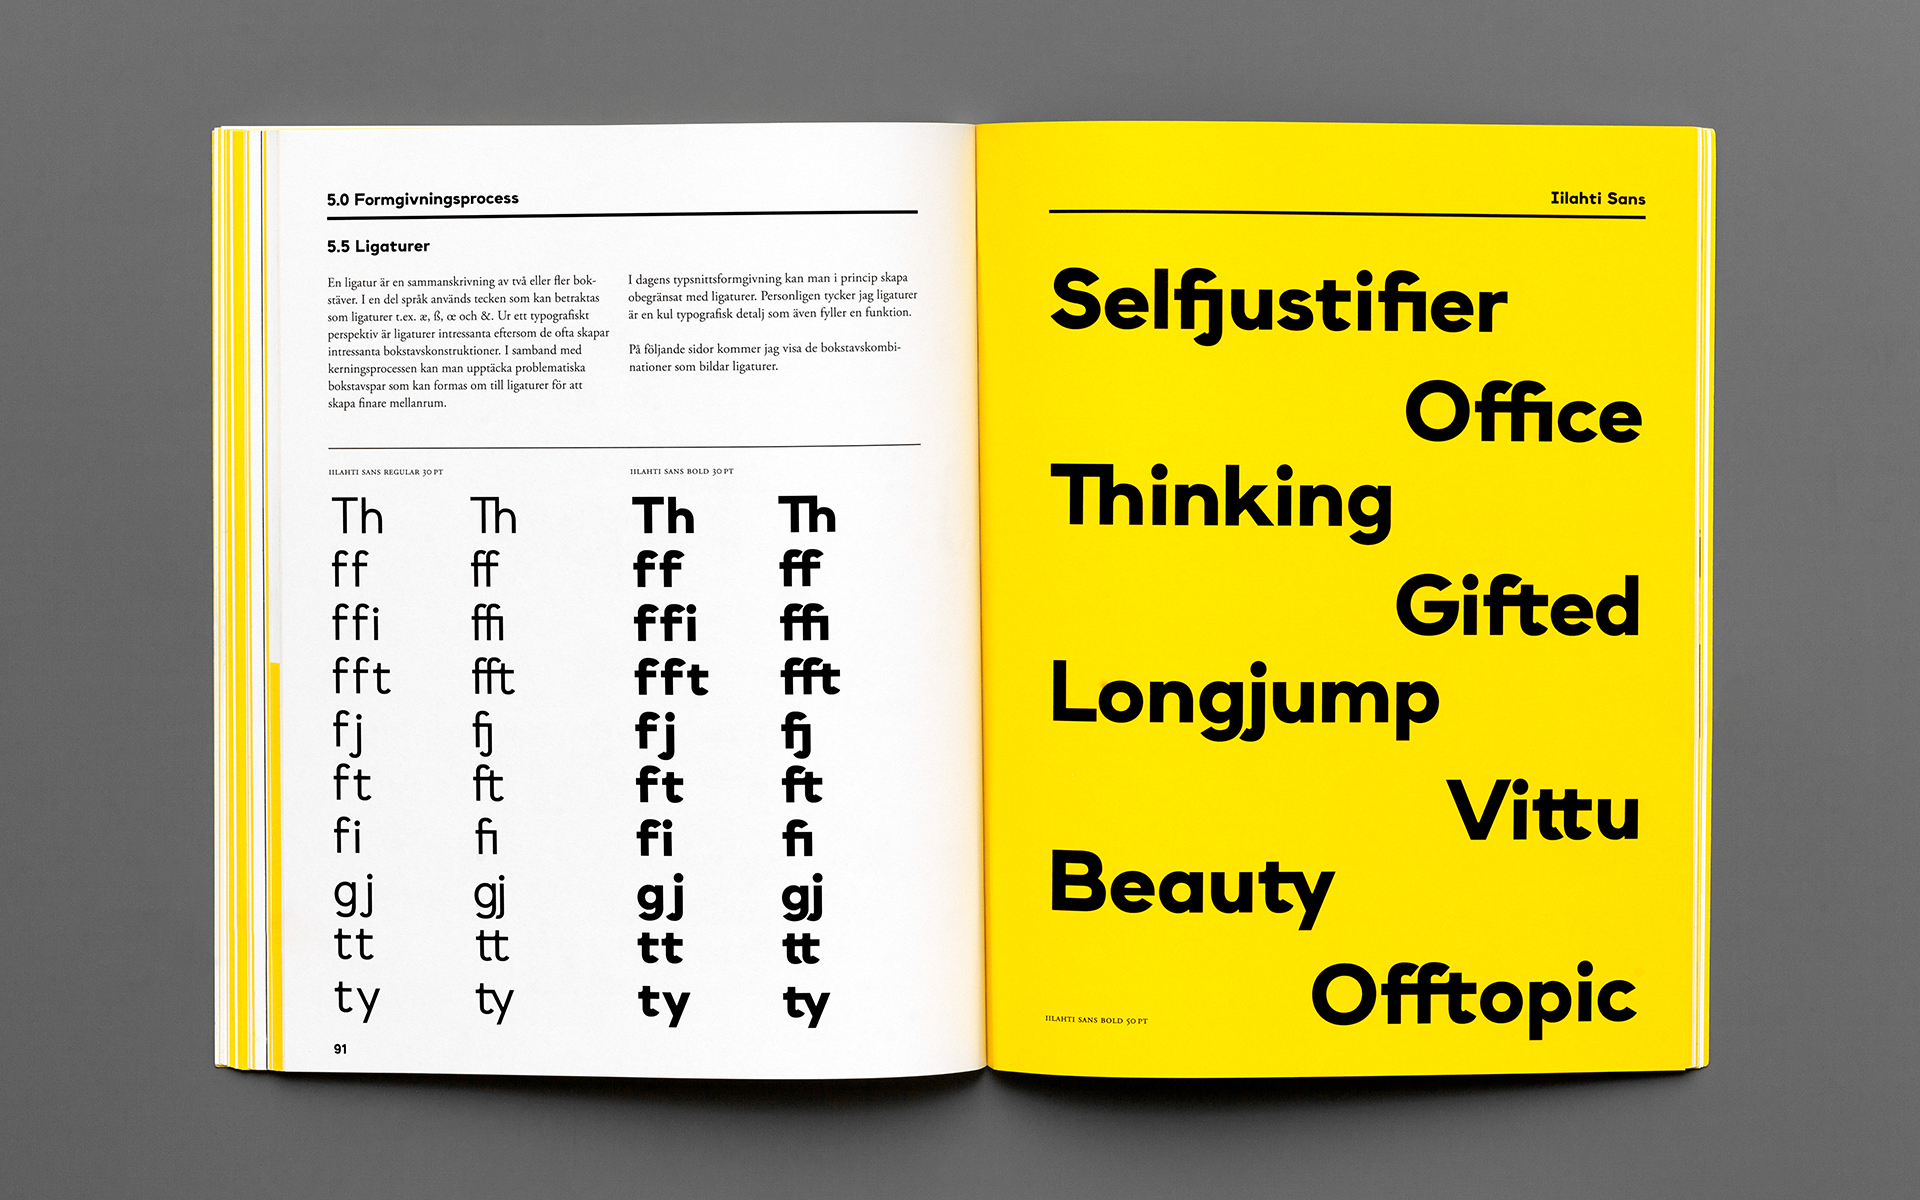 5.0 Formgivningsprocess
5.5 Ligaturer
En ligatur är en sammanskrivning av två eller fler bok-
stäver. I en del språk används tecken som kan betraktas
som ligaturer t.ex. æ, ß, œ och &. Ur ett typografiskt
perspektiv är ligaturer intressanta eftersom de ofta skapar
intressanta bokstavskonstruktioner. I samband med
kerningsprocessen kan man upptäcka problematiska
bokstavspar som kan formas om till ligaturer för att
skapa finare mellanrum.
I dagens typsnittsformgivning kan man i princip skapa
obegränsat med ligaturer. Personligen tycker jag ligaturer
är en kul typografisk detalj som även fyller en funktion.
På följande sidor kommer jag visa de bokstavskombi-
nationer som bildar ligaturer.
IILAHTI SANS REGULAR 30 PT
Th Th
ff ff
ffi ffi
fft fft
fj fj
ft ft
fi fi
gj gj
tt tt
ty ty
IILAHTI SANS BOLD 30 PT
Th Th
ff ff
ffi ffi
fft fft
fj fj
ft ft
fi fi
gj gj
tt tt
ty ty
91
Iilahti Sans
Selfjustifier
Office
Thinking
Gifted
Longjump
Vittu
Beauty
Offtopic
IILAHTI SANS BOLD 50 PT